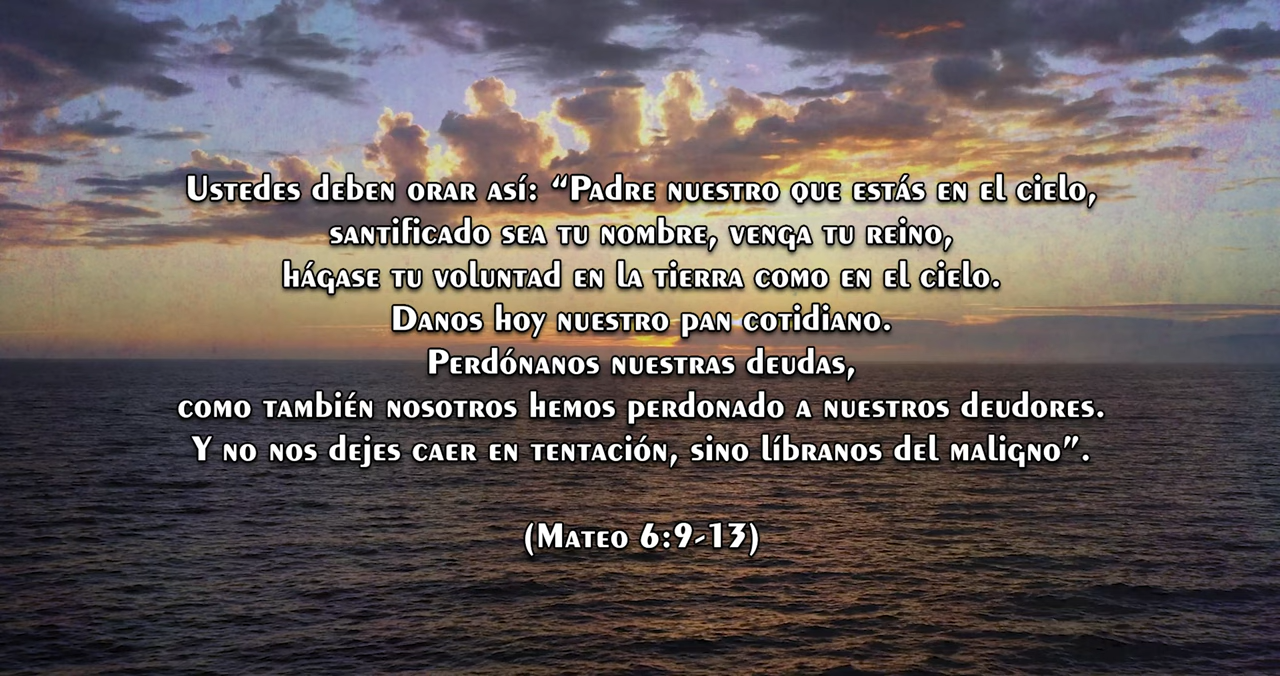 Ustedes deben orar así: “Padre nuestro que estás en el cielo,
santificado sea tu nombre, venga tu reino,
hágase tu voluntad en la tierra como en el cielo.
Danos hoy nuestro pan cotidiano.
Perdónanos nuestras deudas,
como también nosotros hemos perdonado a nuestros deudores.
Y no nos dejes caer en tentación, sino líbranos del maligno”.
(Mateo 6:9-13)